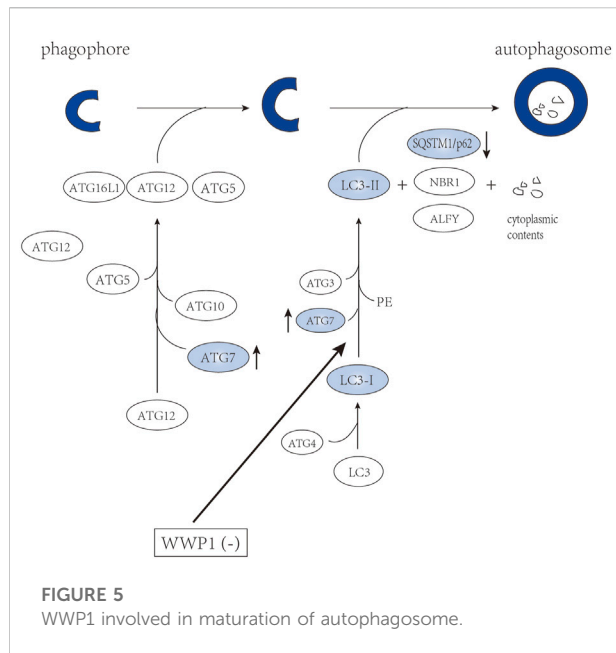 phagophore
autophagosome
SQSTM1/p62
ATG16L1 ATG12 ATG5
LC3-II + NBR1 +
ALFY
cytoplasmic
contents
ATG12
ATG5
ATG3
ATG10
PE
ATG7
ATG7
LC3-I
ATG12
ATG4
LC3
WWP1 (-)
FIGURE 5
WWP1 involved in maturation of autophagosome.